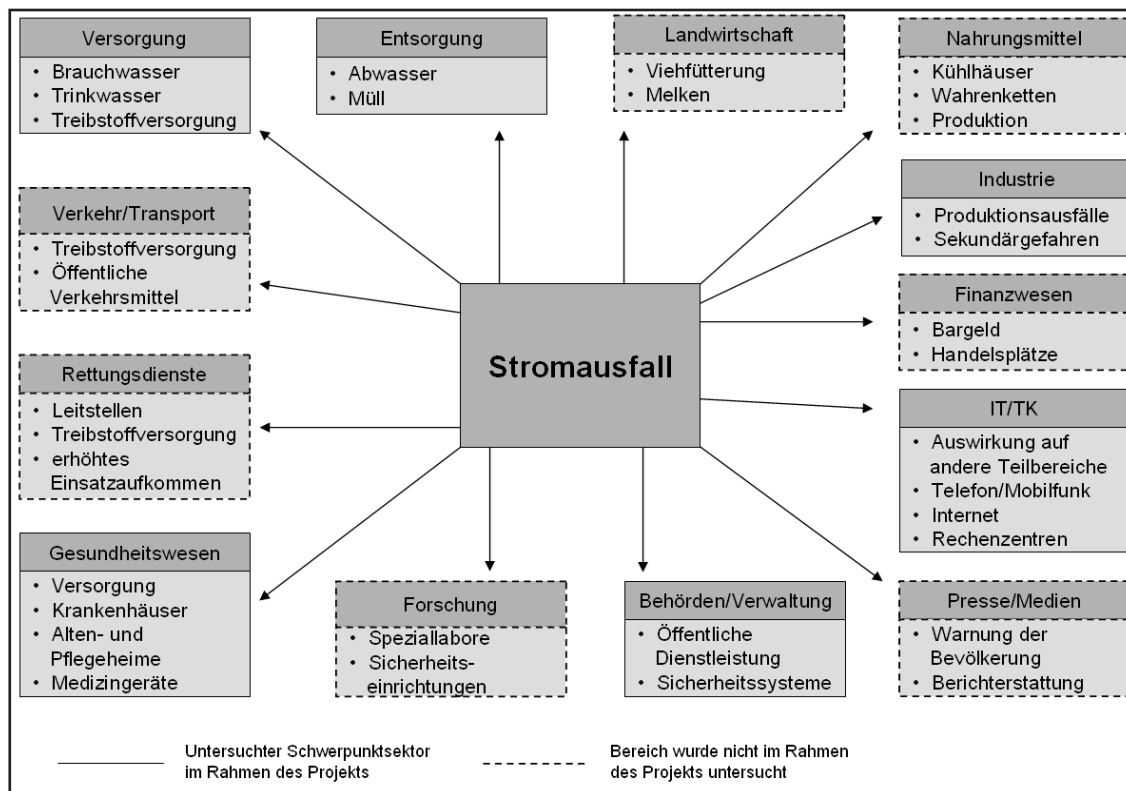 Versorgung
• Brauchwasser
• Trinkwasser
• Treibstoffversorgung
Entsorgung
• Abwasser
• Müll
Landwirtschaft
• Viehfütterung
• Melken
Nahrungsmittel
• Kühlhäuser
• Wahrenketten
• Produktion
Verkehr/Transport
• Treibstoffversorgung
• Öffentliche
Verkehrsmittel
Industrie
• Produktionsausfälle
• Sekundärgefahren
Stromausfall
Finanzwesen
• Bargeld
• Handelsplätze
Rettungsdienste
• Leitstellen
• Treibstoffversorgung
• erhöhtes
Einsatzaufkommen
IT/TK
• Auswirkung auf
andere Teilbereiche
• Telefon/Mobilfunk
• Internet
• Rechenzentren
Gesundheitswesen
• Versorgung
• Krankenhäuser
• Alten- und
Pflegeheime
• Medizingeräte
Forschung
• Speziallabore
• Sicherheits-
einrichtungen
Behörden/Verwaltung
• Öffentliche
Dienstleistung
• Sicherheitssysteme
Presse/Medien
• Warnung der
Bevölkerung
• Berichterstattung
Untersuchter Schwerpunktsektor
im Rahmen des Projekts
Bereich wurde nicht im Rahmen
des Projekts untersucht